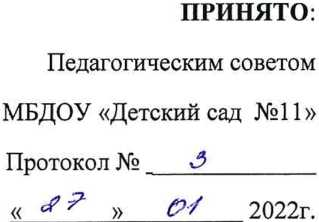 ПРИНЯТО:
Педагогическим советом
МБДОУ «Детский сад №11»
Протокол № 3
« 27 » 01 2022г.